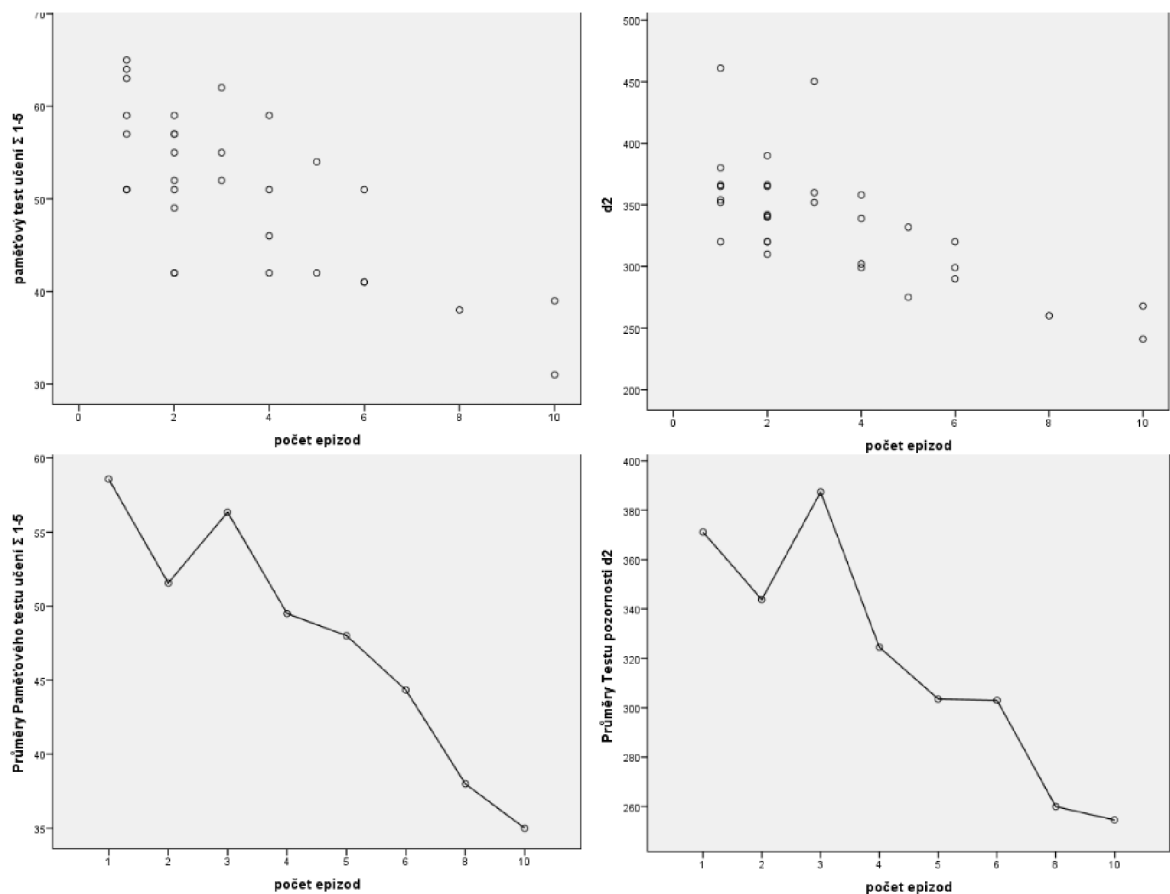 70
60
50
40
30
paměťový test učení Σ 1-5
0 2 4 6 8 10
počet epizod
500
450
400
350
300
250
200
d2
0 2 4 6 8 10
počet epizod
60
55
50
45
40
35
Průměry Paměťového testu učení Σ 1-5
1 2 3 4 5 6 8 10
počet epizod
400
380
360
340
320
300
280
260
Průměry Testu pozornosti d2
1 2 3 4 5 6 8 10
počet epizod